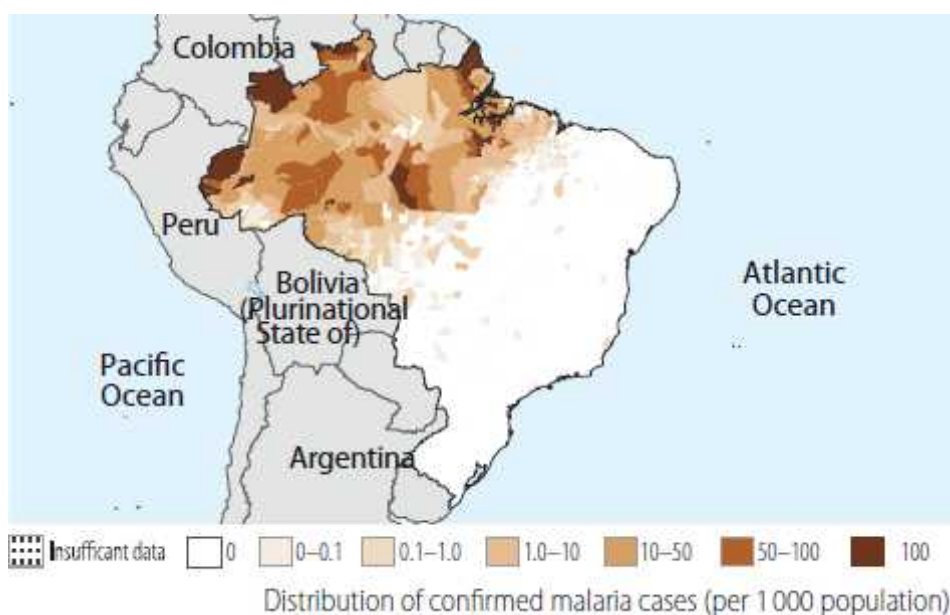 Colombia
Peru
Bolivia
(Plurinational
State of)
Atlantic
Ocean
Pacific
Ocean
Argentina
Insufficant data
0
0–0.1
0.1–1.0
1.0–10
10–50
50–100
100
Distribution of confirmed malaria cases (per 1 000 population)